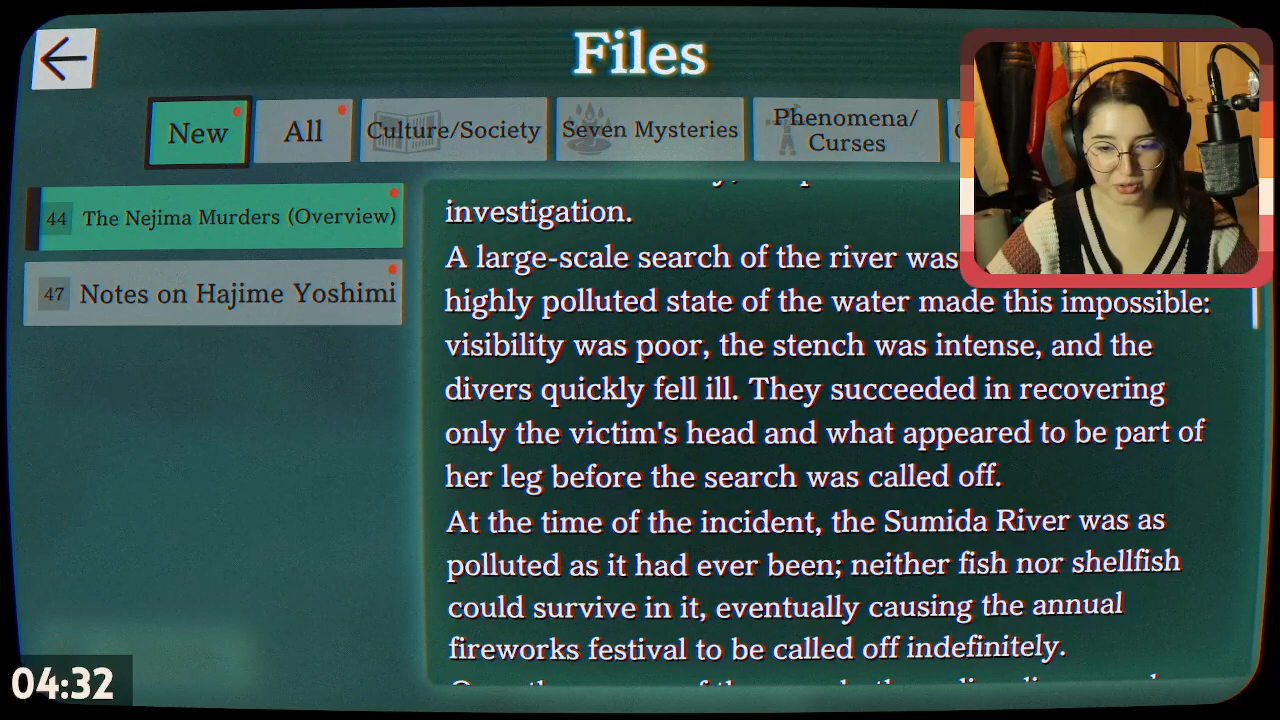 Files
New
All
Culture/Society
Seven Mysteries
Phenomena/
Curses
44 The Nejima Murders (Overview)
47 Notes on Hajime Yoshimi
investigation.
A large-scale search of the river was
highly polluted state of the water made this impossible:
visibility was poor, the stench was intense, and the
divers quickly fell ill. They succeeded in recovering
only the victim's head and what appeared to be part of
her leg before the search was called off.
At the time of the incident, the Sumida River was as
polluted as it had ever been; neither fish nor shellfish
could survive in it, eventually causing the annual
fireworks festival to be called off indefinitely.
04:32